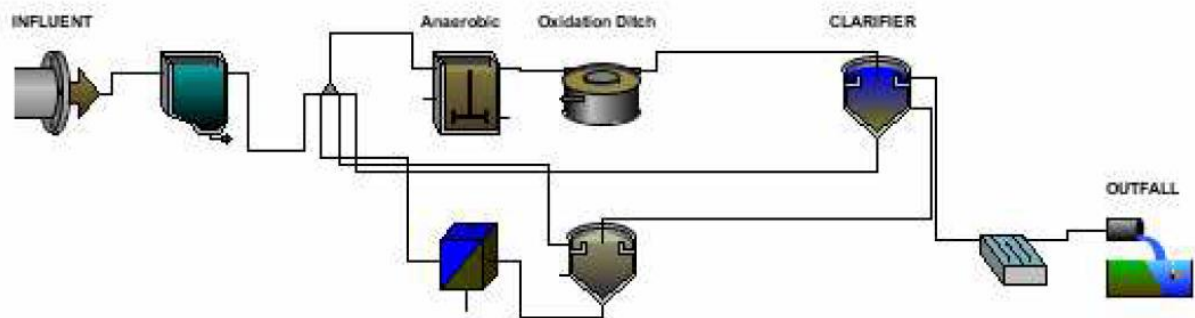 INFLUENT
Anaerobic
Oxidation Ditch
CLARIFIER
OUTFALL